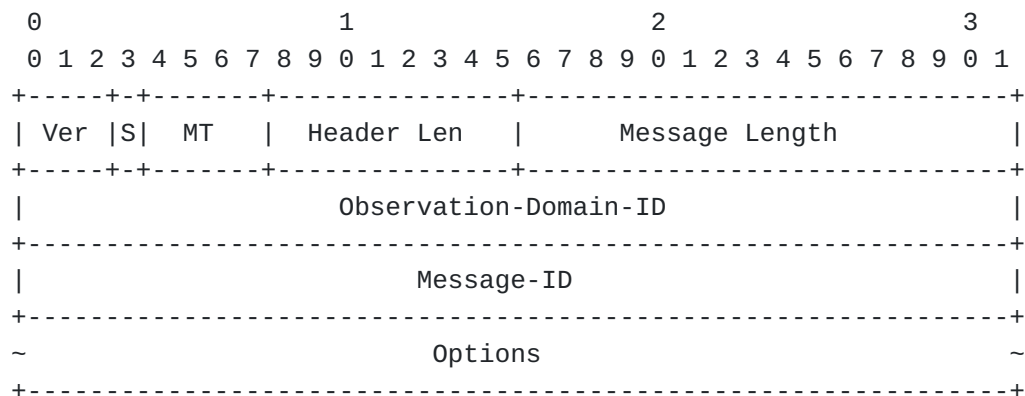 0                   1                   2                   3
 0 1 2 3 4 5 6 7 8 9 0 1 2 3 4 5 6 7 8 9 0 1 2 3 4 5 6 7 8 9 0 1
+-----+-+-------+---------------+-------------------------------+
| Ver |S|  MT   |  Header Len   |      Message Length           |
+-----+-+-------+---------------+-------------------------------+
|                    Observation-Domain-ID                      |
+---------------------------------------------------------------+
|                         Message-ID                            |
+---------------------------------------------------------------+
~                          Options                              ~
+---------------------------------------------------------------+